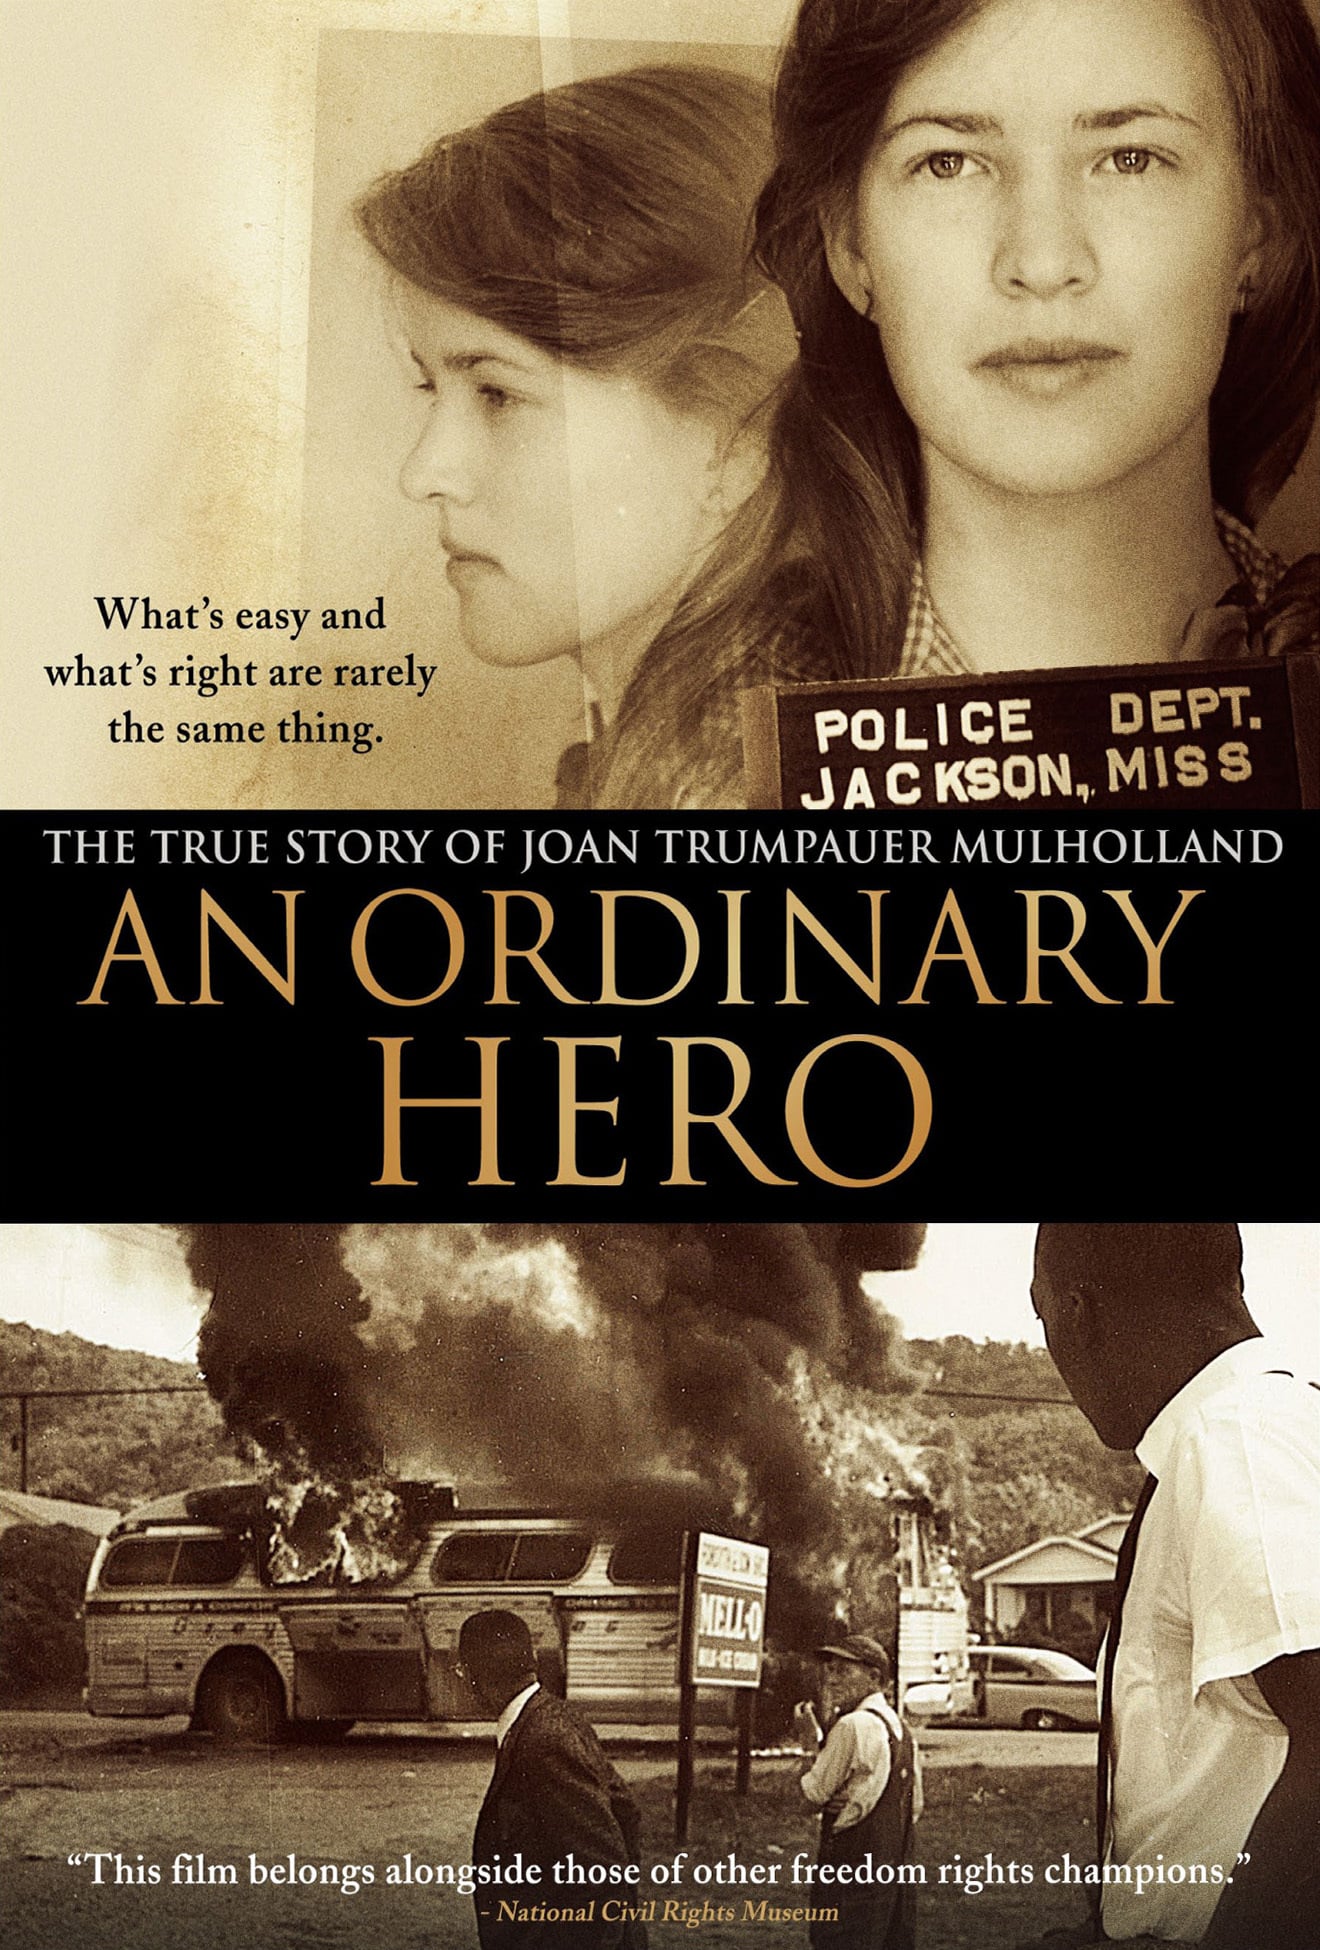 What's easy and
what's right are rarely
the same thing.
POLICE DEPT.
JACKSON, MISS
THE TRUE STORY OF JOAN TRUMPAUER MULHOLLAND
AN ORDINARY
HERO
MELL-O
“This film belongs alongside those of other freedom rights champions.”
- National Civil Rights Museum